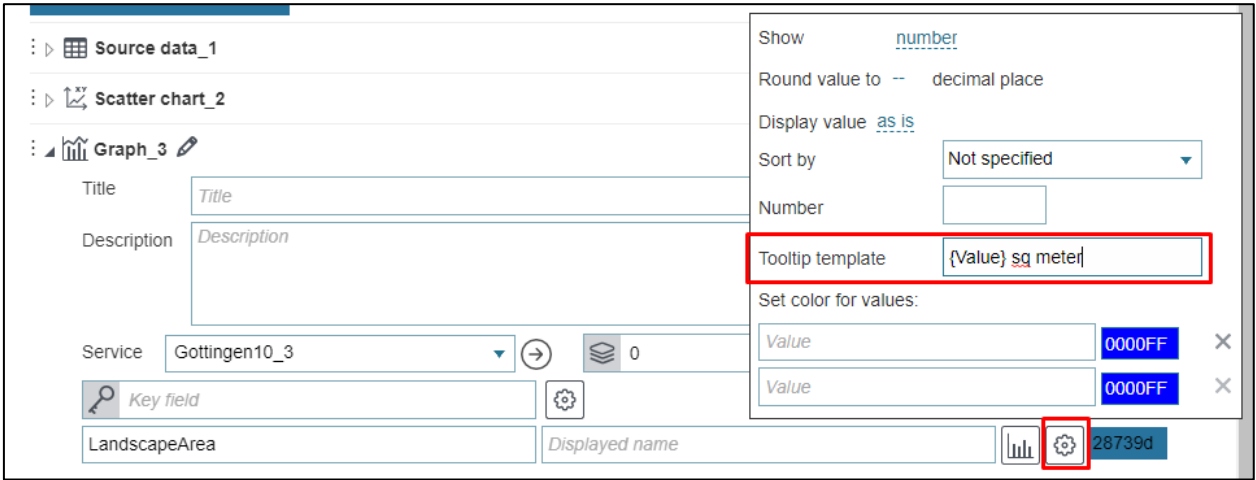 Source data_1
XY
Scatter chart_2
Graph_3
Title
Title
Description
Description
Service
Gottingen10_3
0
Key field
LandscapeArea
Displayed name
28739d
Show number
Round value to -- decimal place
Display value as is
Sort by
Not specified
Number
Tooltip template
{Value} sq meter
Set color for values:
Value
0000FF
Value
0000FF